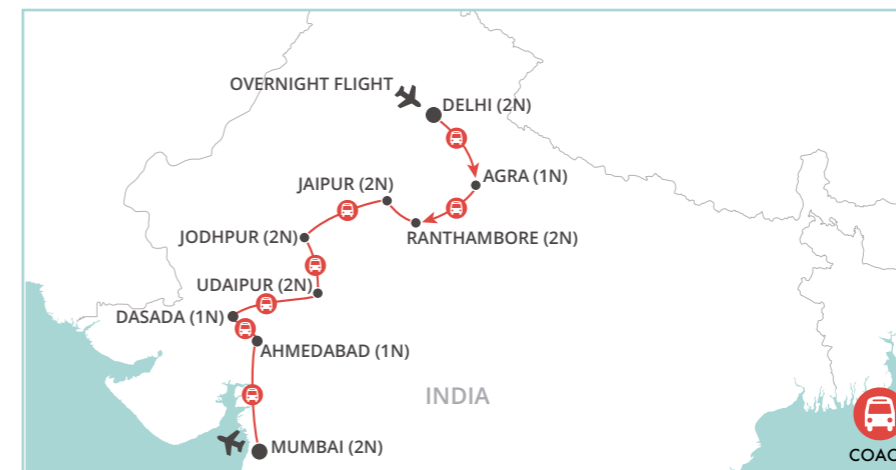 OVERNIGHT FLIGHT
DELHI (2N)
AGRA (1N)
JAIPUR (2N)
RANTHAMBORE (2N)
JODHPUR (2N)
UDAIPUR (2N)
DASADA (1N)
AHMEDABAD (1N)
INDIA
MUMBAI (2N)